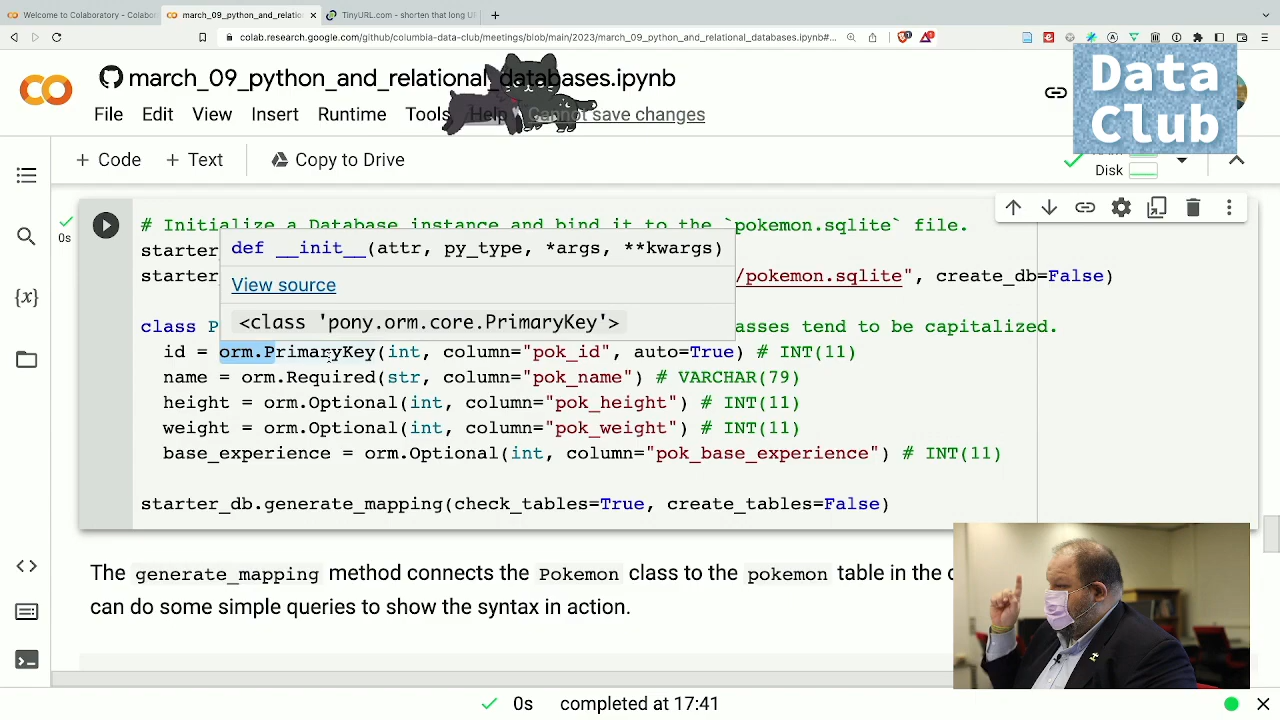 Welcome to Colaboratory – Colabor
march_09_python_and_relation
TinyURL.com - shorten that long U
colab.research.google.com/github/columbia-data-club/meetings/blob/main/2023/march_09_python_and_relational_databases.ipynb#...
march_09_python_and_relational_databases.ipynb
File Edit View Insert Runtime Tools Help Cannot save changes
Data
Club
+ Code + Text Copy to Drive
Disk
0s
# Initialize a Database instance and bind it to the `pokemon.sqlite` file.
starter
def __init__(attr, py_type, *args, **kwargs)
starter
/pokemon.sqlite", create_db=False)
View source
class P
asses tend to be capitalized.
<class 'pony.orm.core.PrimaryKey'>
id = orm.PrimaryKey(int, column="pok_id", auto=True) # INT(11)
name = orm.Required(str, column="pok_name") # VARCHAR(79)
height = orm.Optional(int, column="pok_height") # INT(11)
weight = orm.Optional(int, column="pok_weight") # INT(11)
base_experience = orm.Optional(int, column="pok_base_experience") # INT(11)
starter_db.generate_mapping(check_tables=True, create_tables=False)
The generate_mapping method connects the Pokemon class to the pokemon table in the
can do some simple queries to show the syntax in action.
0s completed at 17:41